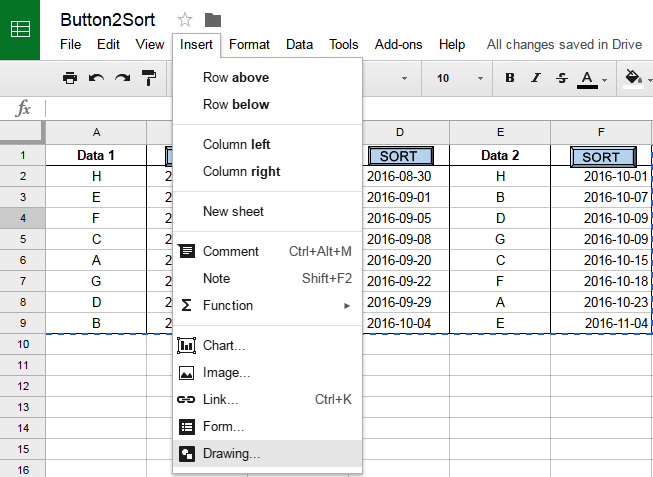 Button2Sort
File Edit View Insert Format Data Tools Add-ons Help All changes saved in Drive
10 B I S A
fx
A D E F
1 Data 1 SORT Data 2 SORT
2 H 2 2016-08-30 H 2016-10-01
3 E 2 2016-09-01 B 2016-10-07
4 F 2 2016-09-05 D 2016-10-09
5 C 2 2016-09-08 G 2016-10-09
6 A 2 2016-09-20 C 2016-10-15
7 G 2 2016-09-22 F 2016-10-18
8 D 2 2016-09-29 A 2016-10-23
9 B 2 2016-10-04 E 2016-11-04
10
11
12
13
14
15
16
Row above
Row below
Column left
Column right
New sheet
Comment Ctrl+Alt+M
Note Shift+F2
Σ Function ►
Chart...
Image...
Link... Ctrl+K
Form...
Drawing...